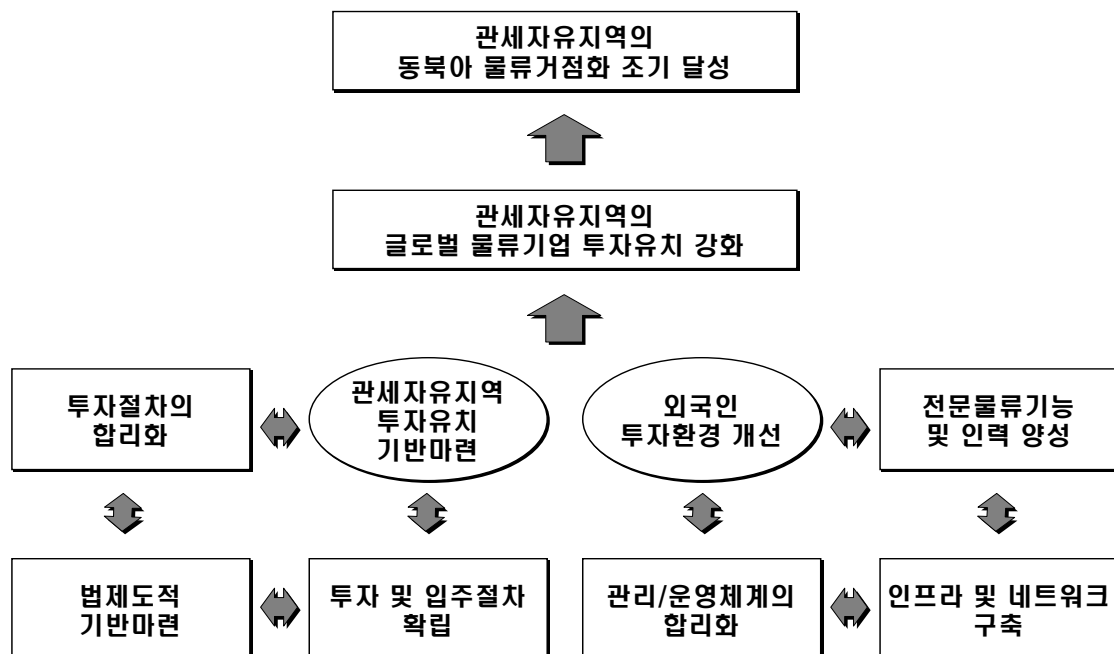 관세자유지역의
동북아 물류거점화 조기 달성
관세자유지역의
글로벌 물류기업 투자유치 강화
투자절차의
합리화
관세자유지역
투자유치
기반마련
외국인
투자환경 개선
전문물류기능
및 인력 양성
법제도적
기반마련
투자 및 입주절차
확립
관리/운영체계의
합리화
인프라 및 네트워크
구축